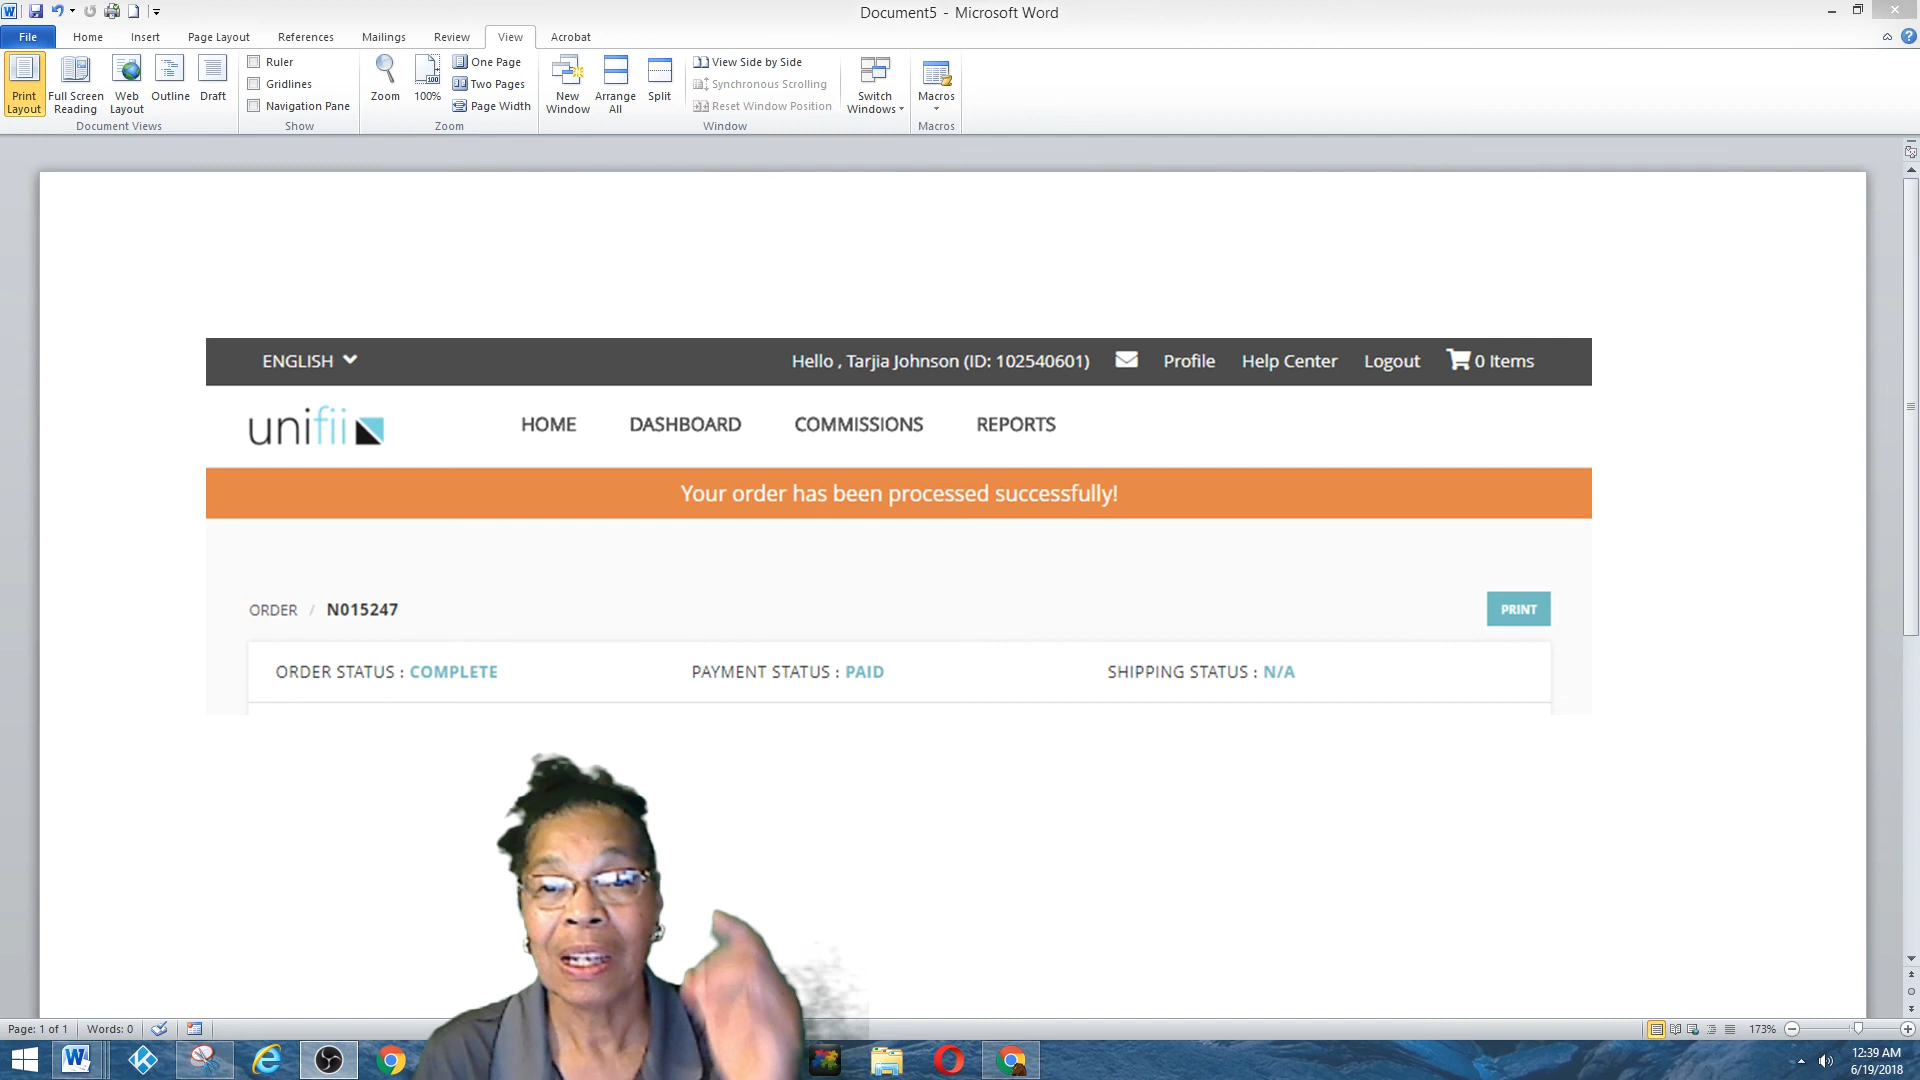 Document5 - Microsoft Word
File Home Insert Page Layout References Mailings Review View Acrobat
Print Layout
Full Screen Reading
Web Layout
Outline
Draft
Document Views
Ruler
Gridlines
Navigation Pane
Show
Zoom
100%
One Page
Two Pages
Page Width
Zoom
New Window
Arrange All
Split
View Side by Side
Synchronous Scrolling
Reset Window Position
Window
Switch Windows
Macros
Macros
ENGLISH Hello , Tarjia Johnson (ID: 102540601) Profile Help Center Logout 0 Items
unifii HOME DASHBOARD COMMISSIONS REPORTS
Your order has been processed successfully!
ORDER / N015247 PRINT
ORDER STATUS : COMPLETE PAYMENT STATUS : PAID SHIPPING STATUS : N/A
Page: 1 of 1 Words: 0 173%
12:39 AM
6/19/2018